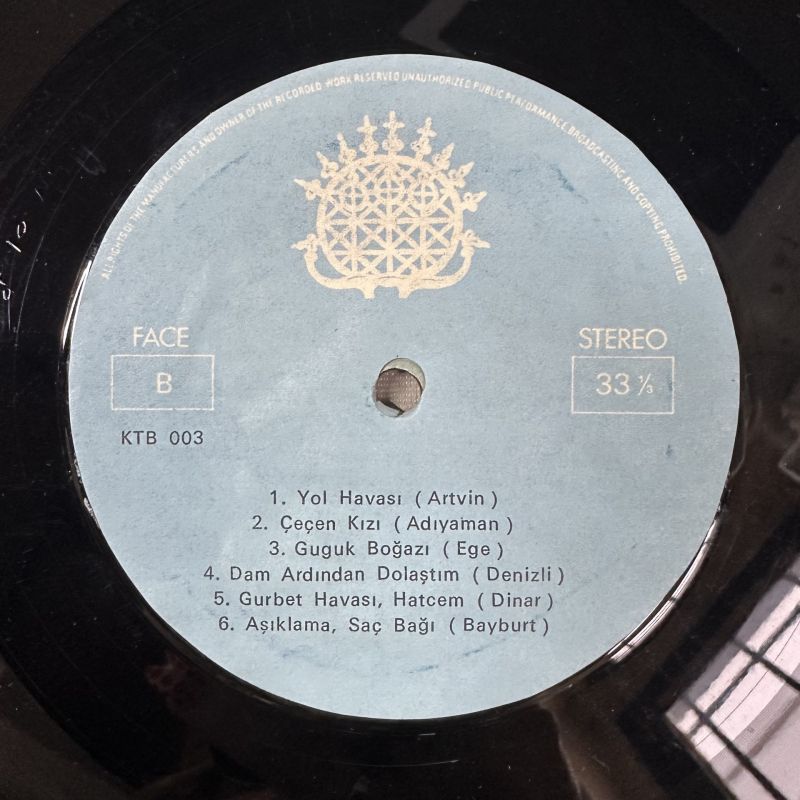 ALL RIGHTS OF THE MANUFACTURERS AND OWNER OF THE RECORDED WORK RESERVED UNAUTHORIZED PUBLIC PERFORMANCE BROADCASTING AND COPYING PROHIBITED.
FACE
STEREO
B
33 ⅓
KTB 003
1. Yol Havası ( Artvin )
2. Çeçen Kızı ( Adıyaman )
3. Guguk Boğazı ( Ege )
4. Dam Ardından Dolaştım ( Denizli )
5. Gurbet Havası, Hatcem ( Dinar )
6. Aşıklama, Saç Bağı ( Bayburt )